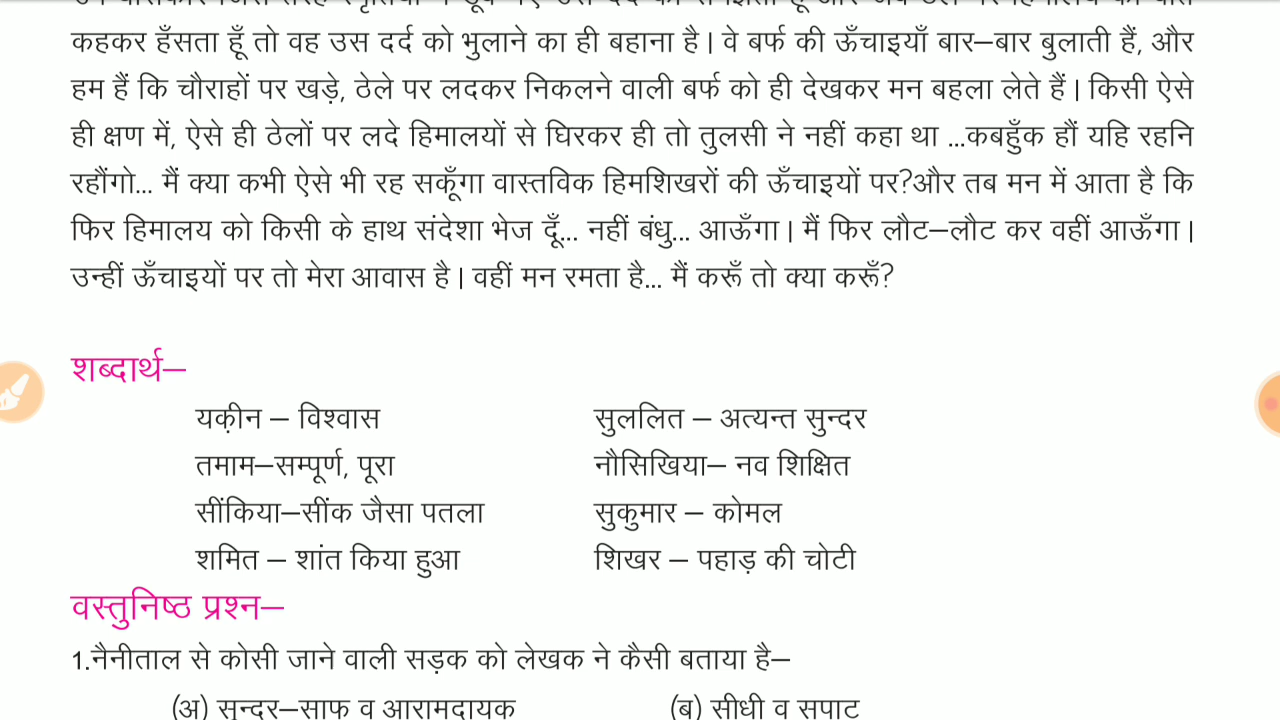 कहकर हँसता हूँ तो वह उस दर्द को भुलाने का ही बहाना है। वे बर्फ की ऊँचाइयाँ बार–बार बुलाती हैं, और
हम हैं कि चौराहों पर खड़े, ठेले पर लदकर निकलने वाली बर्फ को ही देखकर मन बहला लेते हैं। किसी ऐसे
ही क्षण में, ऐसे ही ठेलों पर लदे हिमालयों से घिरकर ही तो तुलसी ने नहीं कहा था ...कबहुँक हौं यहि रहनि
रहौंगो... मैं क्या कभी ऐसे भी रह सकूँगा वास्तविक हिमशिखरों की ऊँचाइयों पर?और तब मन में आता है कि
फिर हिमालय को किसी के हाथ संदेशा भेज दूँ... नहीं बंधु... आऊँगा। मैं फिर लौट–लौट कर वहीं आऊँगा।
उन्हीं ऊँचाइयों पर तो मेरा आवास है। वहीं मन रमता है... मैं करूँ तो क्या करूँ?
शब्दार्थ–
यक़ीन – विश्वास सुललित – अत्यन्त सुन्दर
तमाम–सम्पूर्ण, पूरा नौसिखिया– नव शिक्षित
सींकिया–सींक जैसा पतला सुकुमार – कोमल
शमित – शांत किया हुआ शिखर – पहाड़ की चोटी
वस्तुनिष्ठ प्रश्न–
1.नैनीताल से कोसी जाने वाली सड़क को लेखक ने कैसी बताया है–
(अ) सुन्दर–साफ व आरामदायक (ब) सीधी व सपाट